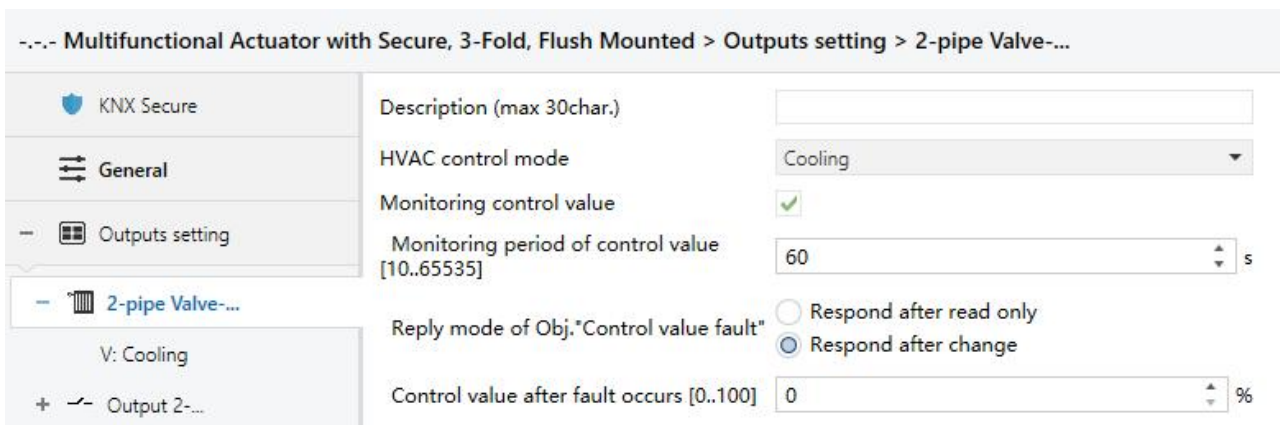 -.-.- Multifunctional Actuator with Secure, 3-Fold, Flush Mounted > Outputs setting > 2-pipe Valve-...
KNX Secure
General
Outputs setting
2-pipe Valve-...
V: Cooling
Output 2-...
Description (max 30char.)
HVAC control mode
Cooling
Monitoring control value
Monitoring period of control value
[10..65535]
60
s
Reply mode of Obj."Control value fault"
Respond after read only
Respond after change
Control value after fault occurs [0..100]
0
%